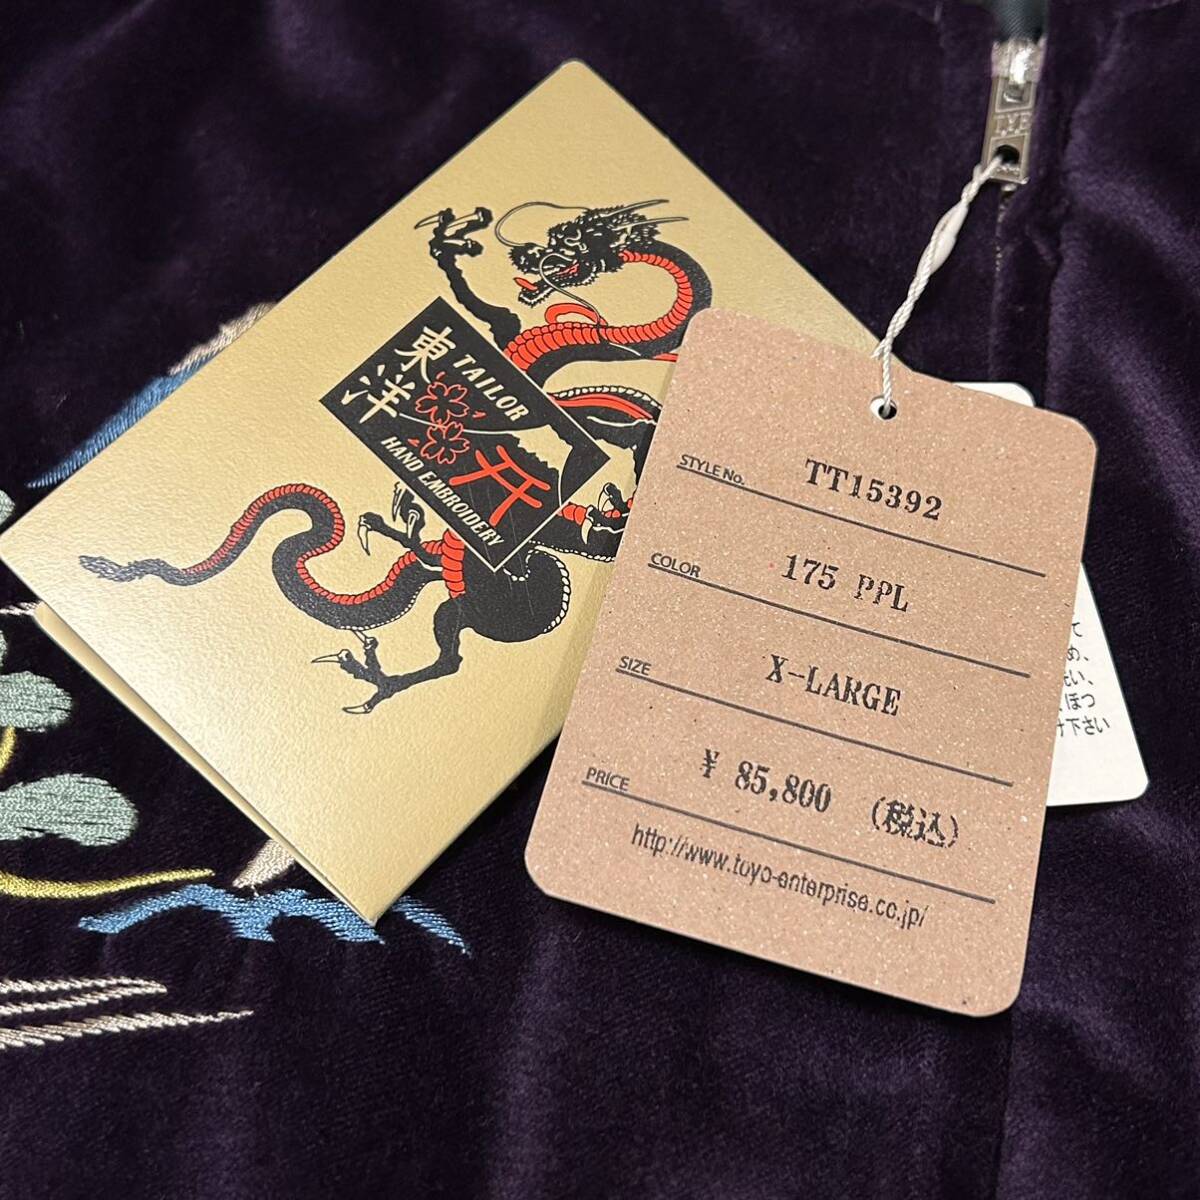 東洋
TAILOR
HAND EMBROIDERY
STYLE No. TT15392
COLOR 175 PPL
SIZE X-LARGE
PRICE ¥ 85,800 (税込)
http://www.toyo-enterprise.co.jp/
て
め、
い、
ほつ
下さい